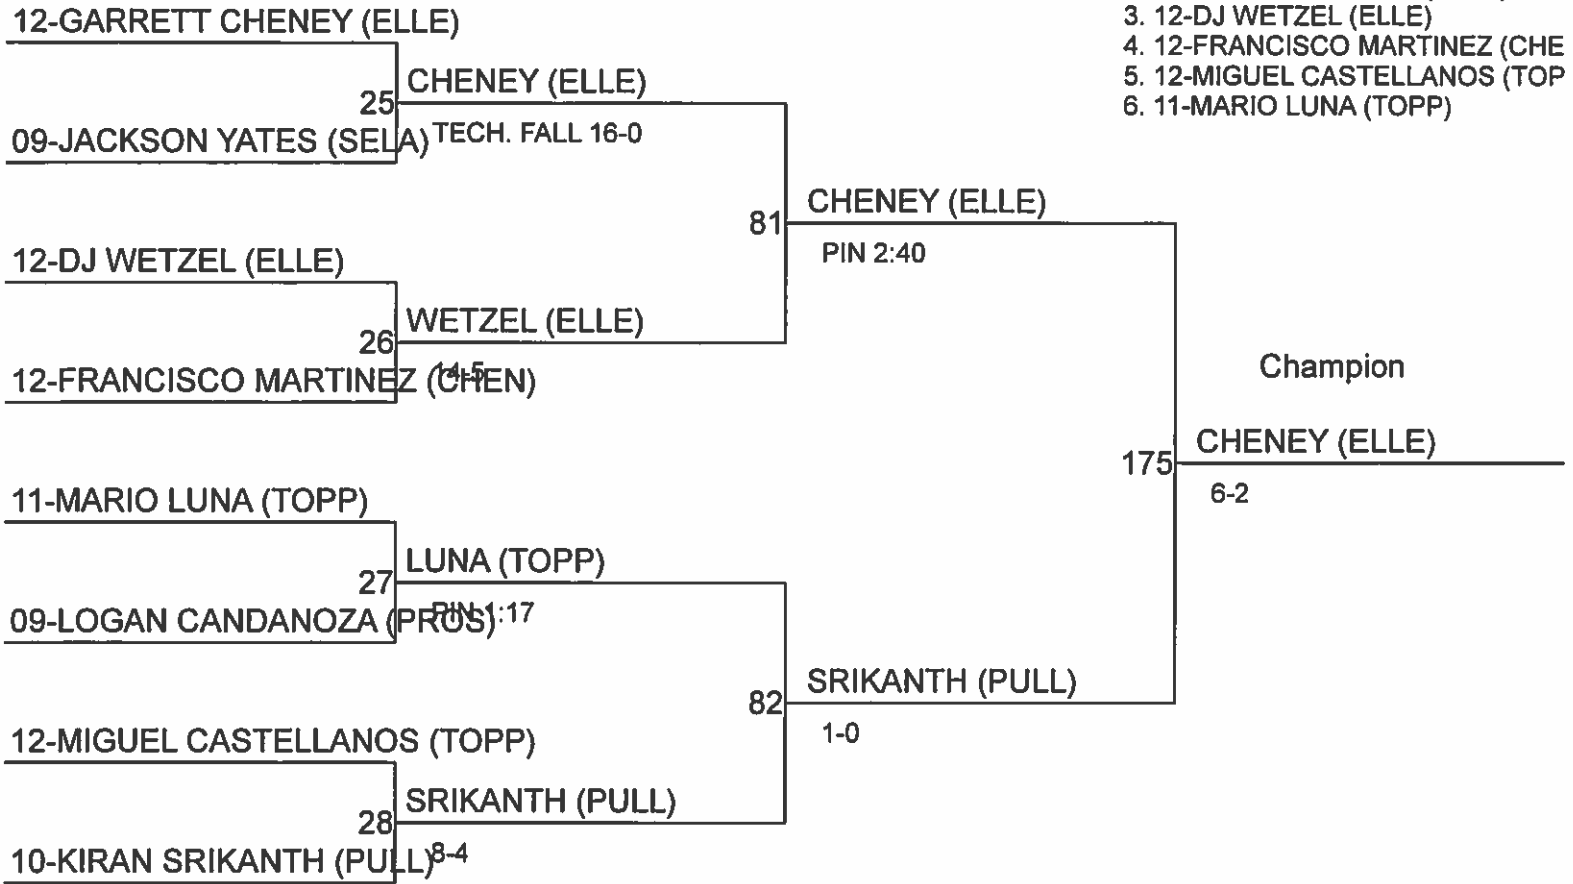 12-GARRETT CHENEY (ELLE)
25
CHENEY (ELLE)
TECH. FALL 16-0
09-JACKSON YATES (SELA)
81
CHENEY (ELLE)
PIN 2:40
12-DJ WETZEL (ELLE)
26
WETZEL (ELLE)
14-5
12-FRANCISCO MARTINEZ (CHEN)
11-MARIO LUNA (TOPP)
27
LUNA (TOPP)
PIN 1:17
09-LOGAN CANDANOZA (PROS)
82
SRIKANTH (PULL)
1-0
12-MIGUEL CASTELLANOS (TOPP)
28
SRIKANTH (PULL)
8-4
10-KIRAN SRIKANTH (PULL)
175
Champion
CHENEY (ELLE)
6-2
3. 12-DJ WETZEL (ELLE)
4. 12-FRANCISCO MARTINEZ (CHE
5. 12-MIGUEL CASTELLANOS (TOP
6. 11-MARIO LUNA (TOPP)